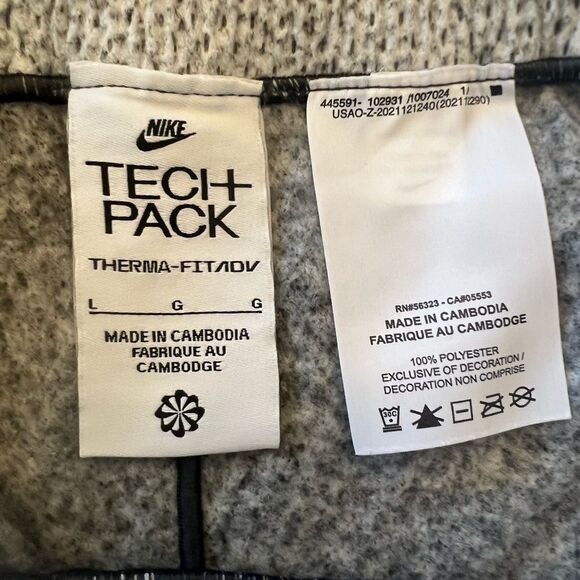 NIKE
TECH
PACK
THERMA-FIT ADV
L G G
MADE IN CAMBODIA
FABRIQUE AU
CAMBODGE
445591- 102931 /1007024 1/
USAO-Z-2021121240(20211290)
RN#56323 - CA#05553
MADE IN CAMBODIA
FABRIQUE AU CAMBODGE
100% POLYESTER
EXCLUSIVE OF DECORATION /
DECORATION NON COMPRISE
30C